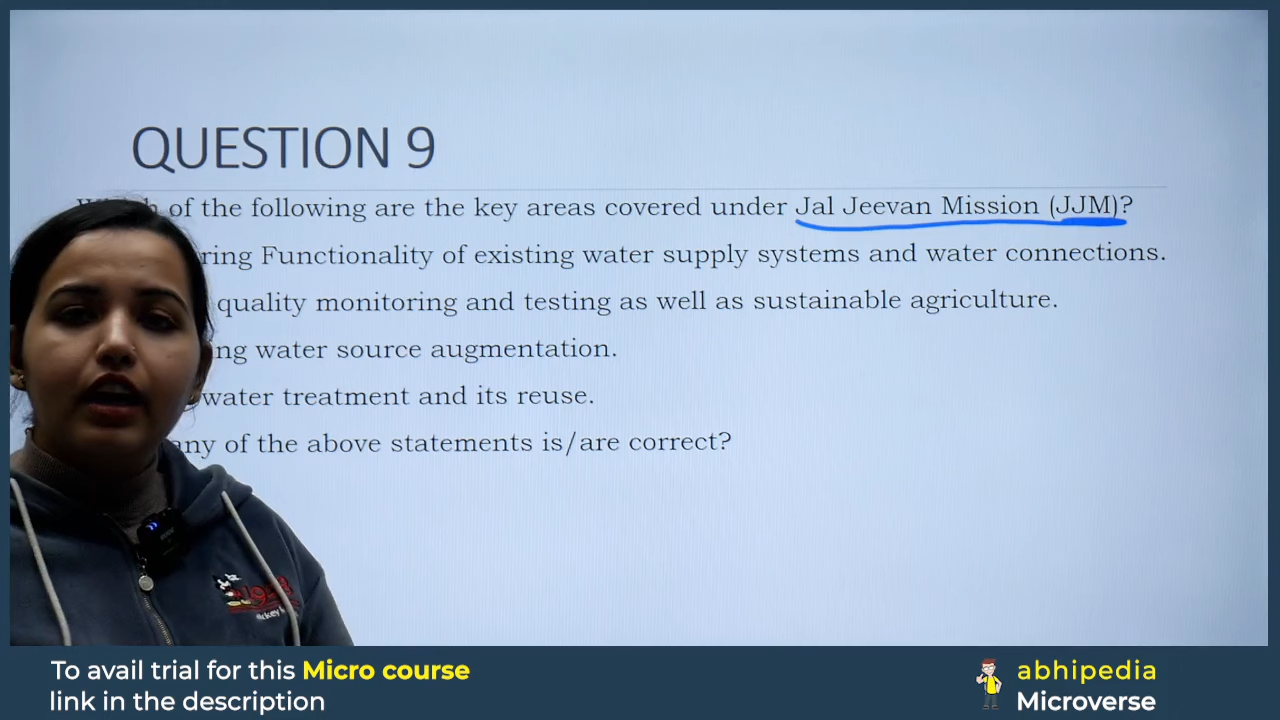 QUESTION 9
of the following are the key areas covered under Jal Jeevan Mission (JJM)?
Functionality of existing water supply systems and water connections.
quality monitoring and testing as well as sustainable agriculture.
water source augmentation.
water treatment and its reuse.
of the above statements is/are correct?
To avail trial for this Micro course
link in the description
abhipedia
Microverse